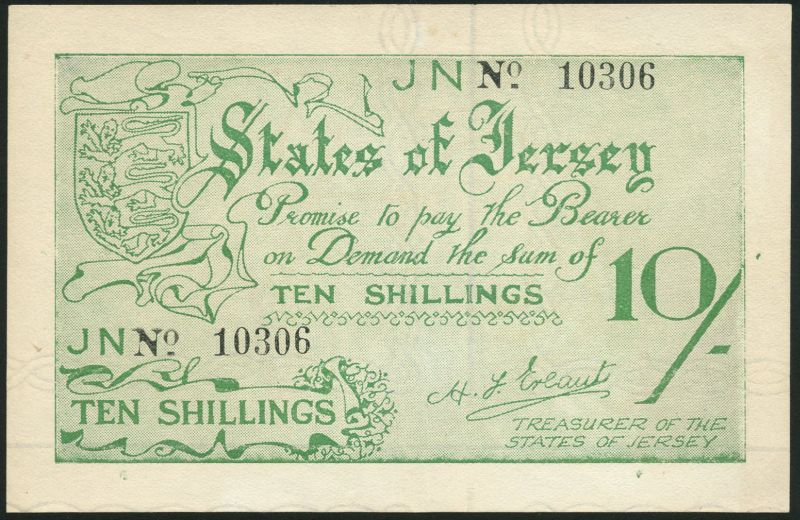 JN No 10306
States of Jersey
Promise to pay the Bearer
on Demand the sum of
TEN SHILLINGS
10/-
JN No 10306
TEN SHILLINGS
H. F. Ereaut
TREASURER OF THE
STATES OF JERSEY